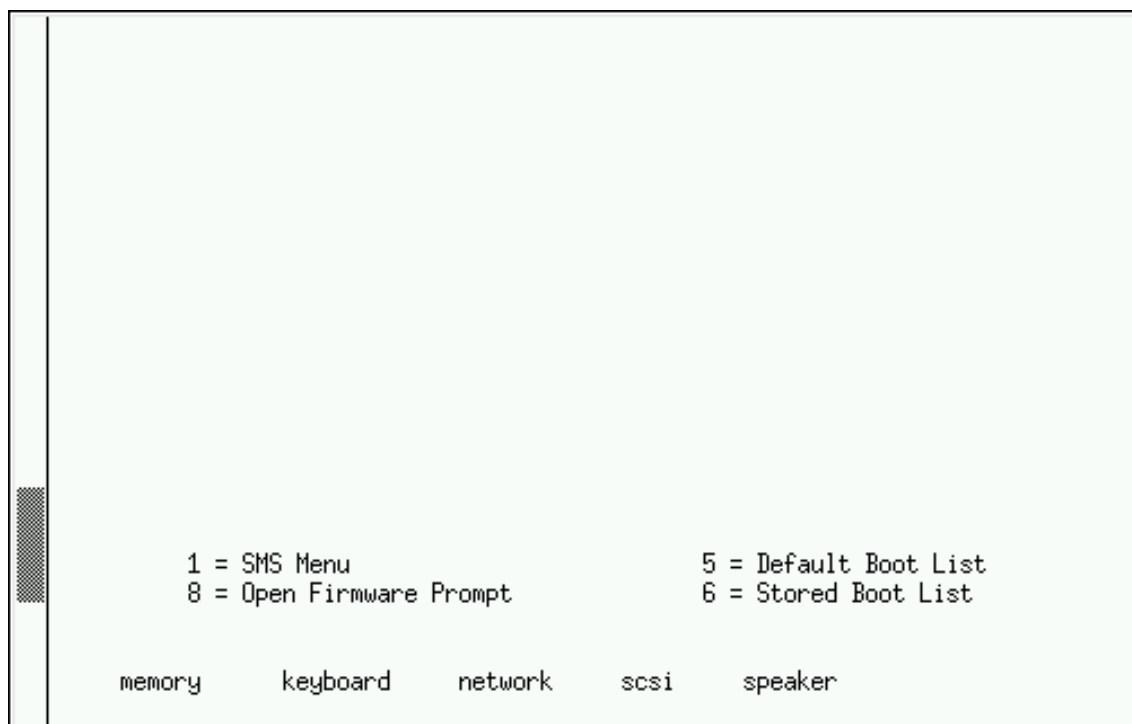 1 = SMS Menu 5 = Default Boot List
8 = Open Firmware Prompt 6 = Stored Boot List
memory keyboard network scsi speaker